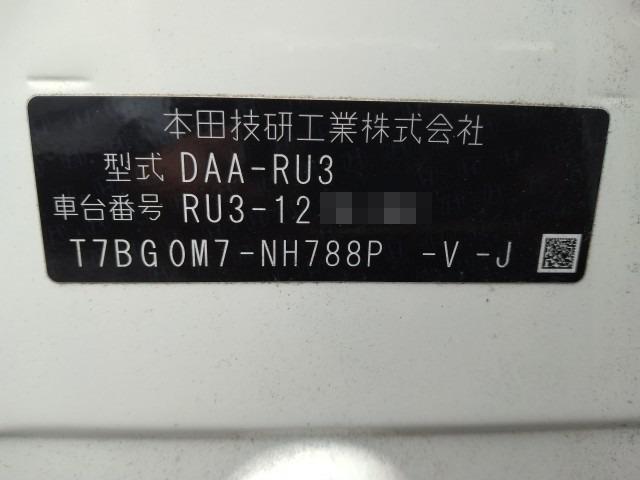 本田技研工業株式会社
型式 DAA-RU3
車台番号 RU3-12
T7BG0M7-NH788P -V -J